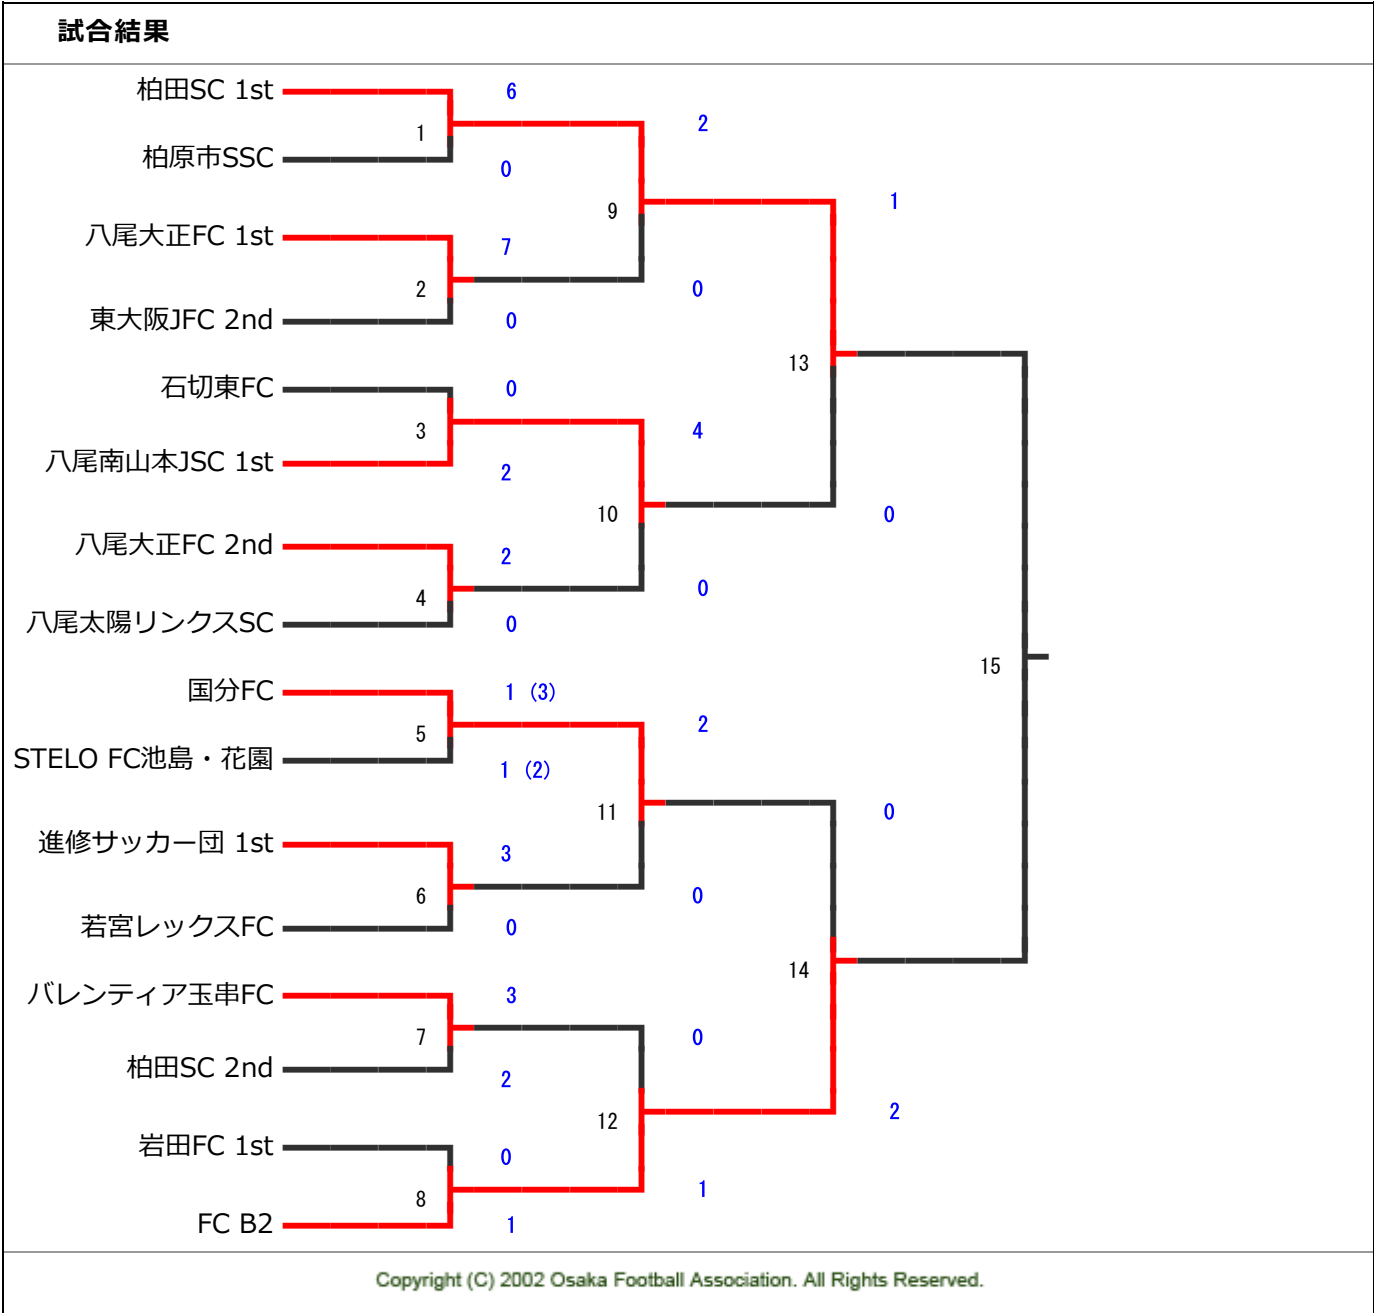 試合結果
柏田SC 1st
6
2
1
柏原市SSC
0
1
9
八尾大正FC 1st
7
2
0
東大阪JFC 2nd
0
13
石切東FC
0
3
4
八尾南山本JSC 1st
2
10
0
八尾大正FC 2nd
2
4
0
八尾太陽リンクスSC
0
15
国分FC
1 (3)
5
2
STELO FC池島・花園
1 (2)
11
0
進修サッカー団 1st
3
6
0
若宮レックスFC
0
14
バレンティア玉串FC
3
7
0
柏田SC 2nd
2
12
2
岩田FC 1st
0
8
1
FC B2
1
Copyright (C) 2002 Osaka Football Association. All Rights Reserved.